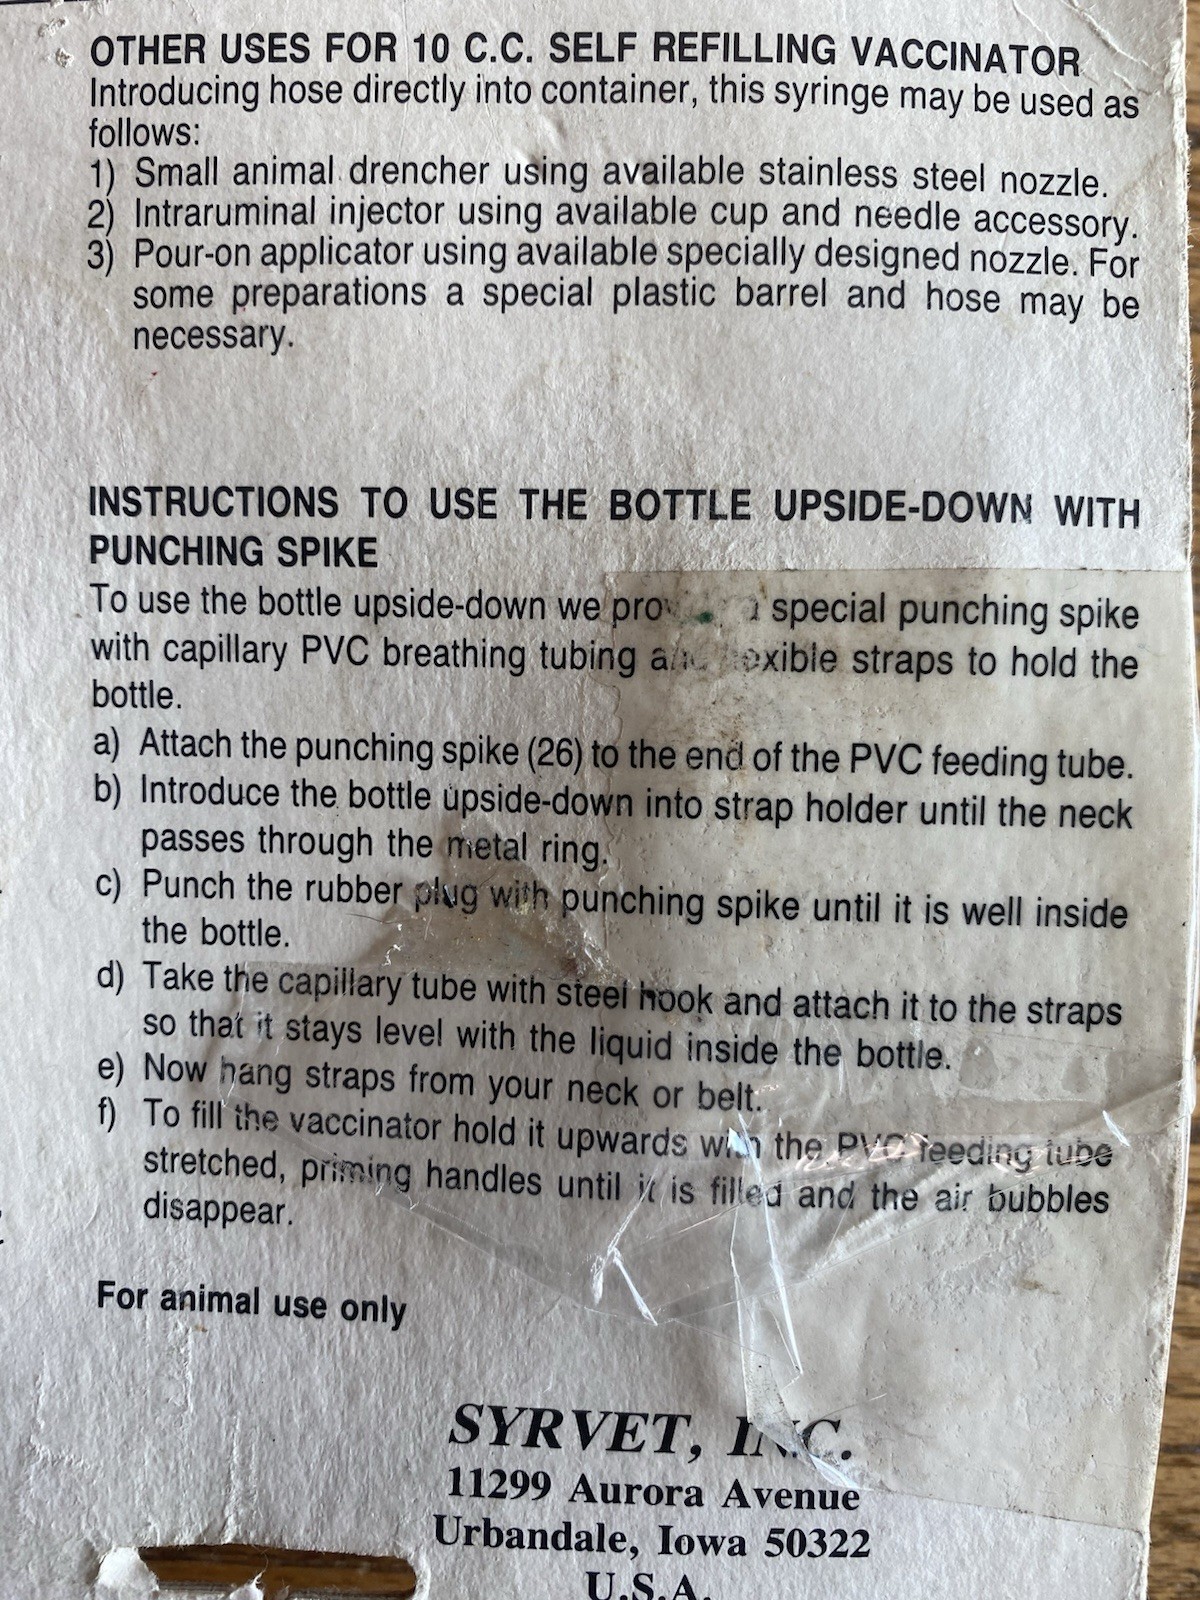 OTHER USES FOR 10 C.C. SELF REFILLING VACCINATOR
Introducing hose directly into container, this syringe may be used as
follows:
1) Small animal drencher using available stainless steel nozzle.
2) Intraruminal injector using available cup and needle accessory.
3) Pour-on applicator using available specially designed nozzle. For
some preparations a special plastic barrel and hose may be
necessary.
INSTRUCTIONS TO USE THE BOTTLE UPSIDE-DOWN WITH
PUNCHING SPIKE
To use the bottle upside-down we special punching spike
with capillary PVC breathing tubing and flexible straps to hold the
bottle.
a) Attach the punching spike (26) to the end of the PVC feeding tube.
b) Introduce the bottle upside-down into strap holder until the neck
passes through the metal ring.
c) Punch the rubber plug with punching spike until it is well inside
the bottle.
d) Take the capillary tube with steel hook and attach it to the straps
so that it stays level with the liquid inside the bottle.
e) Now hang straps from your neck or belt.
f) To fill the vaccinator hold it upwards with the PVC feeding tube
stretched, priming handles until it is filled and the air bubbles
disappear.
For animal use only
SYRVET, INC.
11299 Aurora Avenue
Urbandale, Iowa 50322
U.S.A.